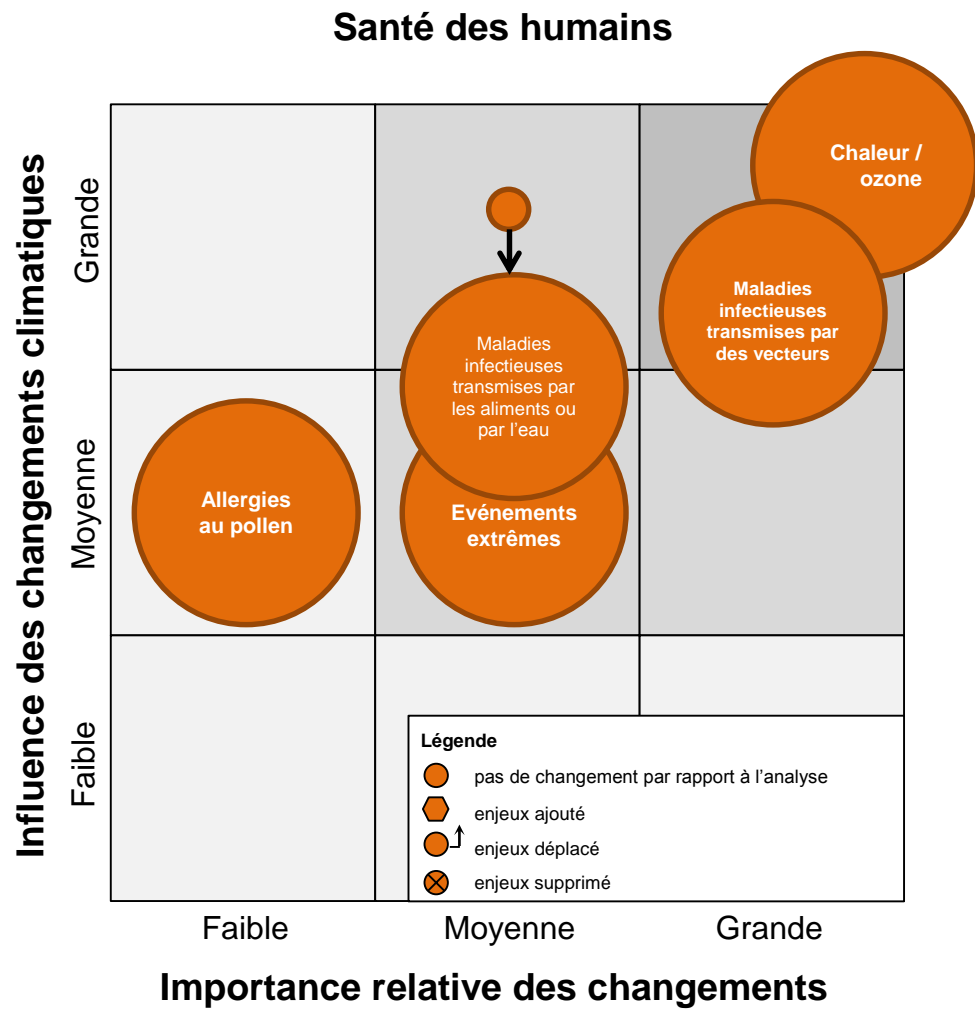 Santé des humains
Influence des changements climatiques
Grande
Moyenne
Faible
Chaleur /
ozone
Maladies
infectieuses
transmises par
des vecteurs
Maladies
infectieuses
transmises par
les aliments ou
par l'eau
Allergies
au pollen
Evénements
extrêmes
Légende
pas de changement par rapport à l'analyse
enjeux ajouté
enjeux déplacé
enjeux supprimé
Faible
Moyenne
Grande
Importance relative des changements